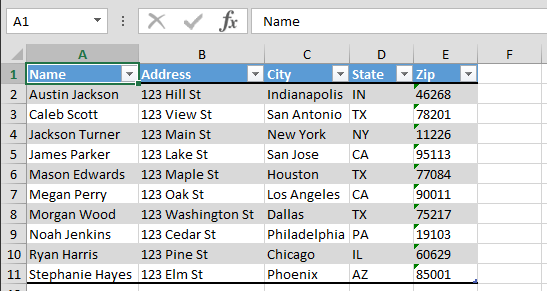 A1 fx Name
A B C D E F
1 Name Address City State Zip
2 Austin Jackson 123 Hill St Indianapolis IN 46268
3 Caleb Scott 123 View St San Antonio TX 78201
4 Jackson Turner 123 Main St New York NY 11226
5 James Parker 123 Lake St San Jose CA 95113
6 Mason Edwards 123 Maple St Houston TX 77084
7 Megan Perry 123 Oak St Los Angeles CA 90011
8 Morgan Wood 123 Washington St Dallas TX 75217
9 Noah Jenkins 123 Cedar St Philadelphia PA 19103
10 Ryan Harris 123 Pine St Chicago IL 60629
11 Stephanie Hayes 123 Elm St Phoenix AZ 85001